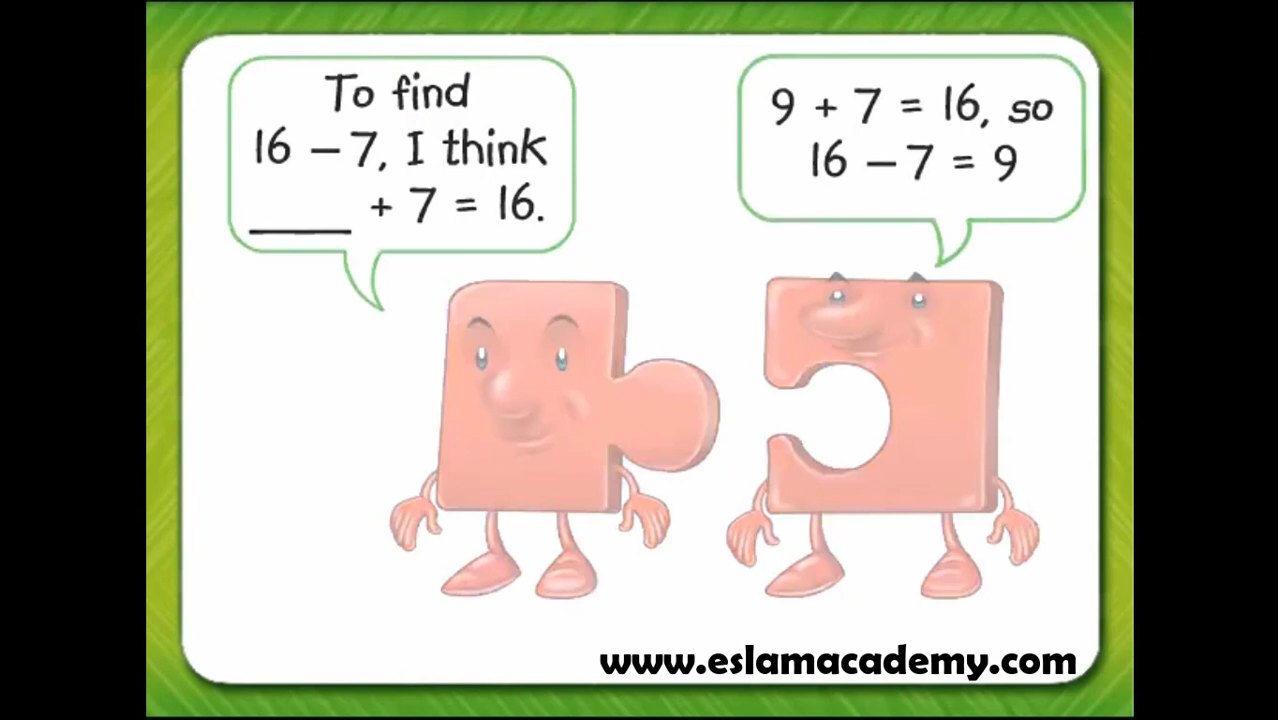 To find
16 – 7, I think
_____ + 7 = 16.
9 + 7 = 16, so
16 – 7 = 9
www.eslamacademy.com